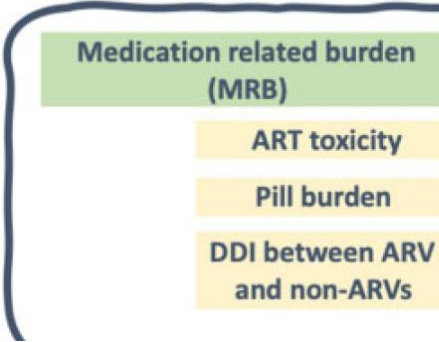 Medication related burden
(MRB)
ART toxicity
Pill burden
DDI between ARV
and non-ARVs